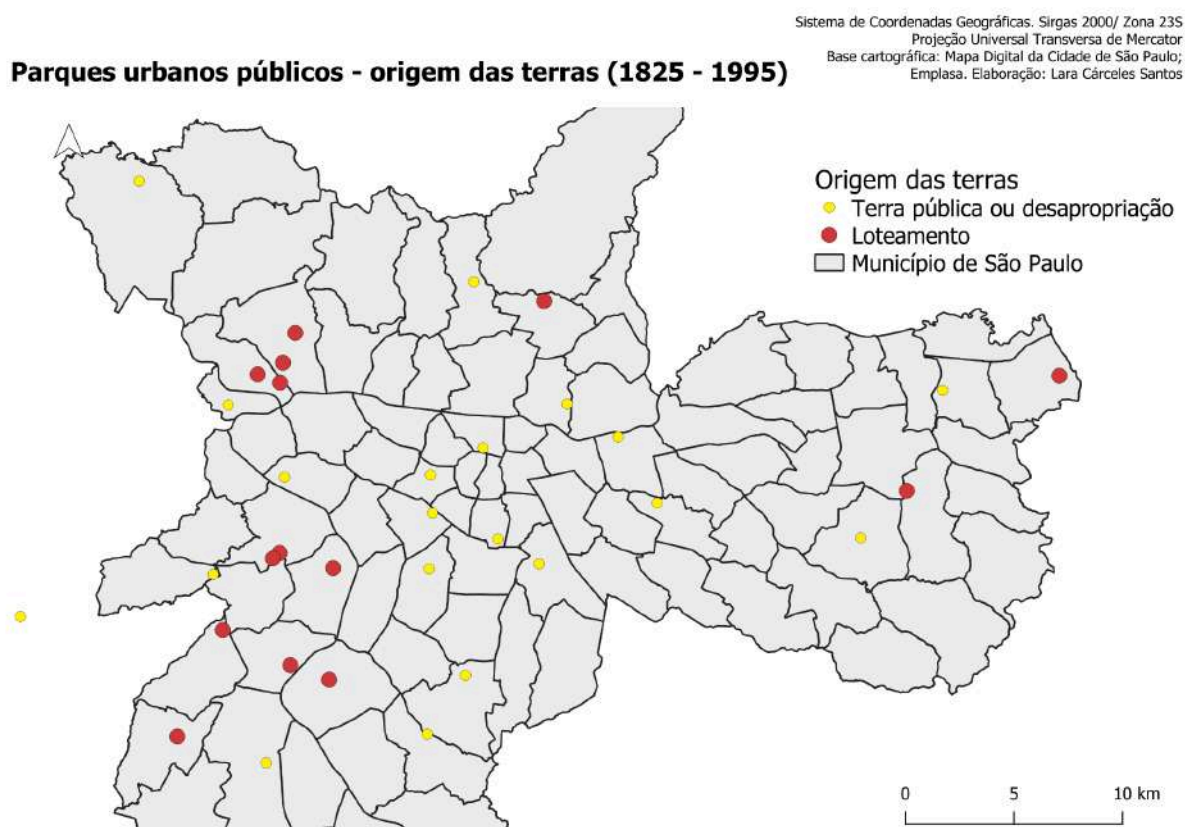 Sistema de Coordenadas Geográficas. Sirgas 2000/ Zona 23S
Projeção Universal Transversa de Mercator
Base cartográfica: Mapa Digital da Cidade de São Paulo;
Emplasa. Elaboração: Lara Cárceles Santos
Parques urbanos públicos - origem das terras (1825 - 1995)
Origem das terras
Terra pública ou desapropriação
Loteamento
Município de São Paulo
0 5 10 km